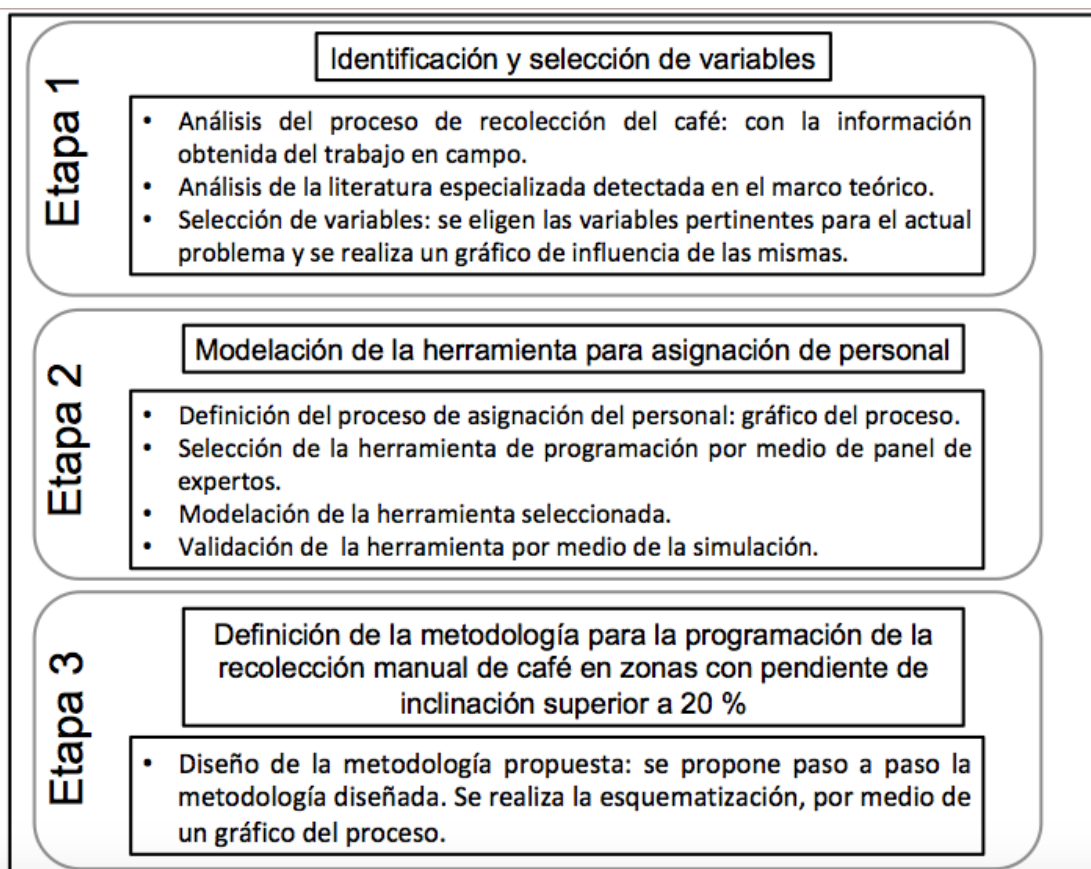 Etapa 1
Identificación y selección de variables
• Análisis del proceso de recolección del café: con la información
obtenida del trabajo en campo.
• Análisis de la literatura especializada detectada en el marco teórico.
• Selección de variables: se eligen las variables pertinentes para el actual
problema y se realiza un gráfico de influencia de las mismas.
Etapa 2
Modelación de la herramienta para asignación de personal
• Definición del proceso de asignación del personal: gráfico del proceso.
• Selección de la herramienta de programación por medio de panel de
expertos.
• Modelación de la herramienta seleccionada.
• Validación de la herramienta por medio de la simulación.
Etapa 3
Definición de la metodología para la programación de la
recolección manual de café en zonas con pendiente de
inclinación superior a 20 %
• Diseño de la metodología propuesta: se propone paso a paso la
metodología diseñada. Se realiza la esquematización, por medio de
un gráfico del proceso.